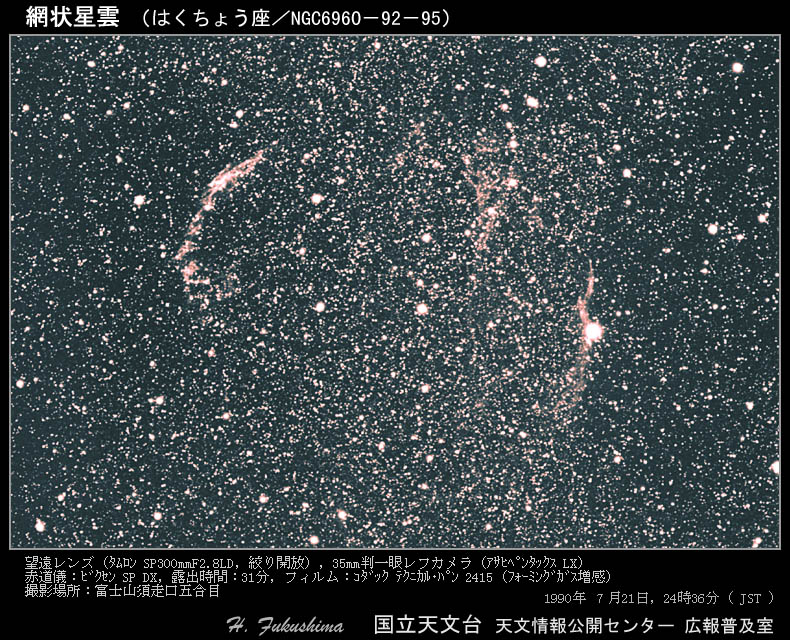 網状星雲 （はくちょう座／NGC6960－92－95）
望遠レンズ（ﾀﾑﾛﾝ SP300mmF2.8LD，絞り開放），35mm判一眼レフカメラ（ｱｻﾋﾍﾟﾝﾀｯｸｽ LX）
赤道儀：ﾋﾞｸｾﾝ SP DX，露出時間：31分，フィルム：ｺﾀﾞｯｸ ﾃｸﾆｶﾙ･ﾊﾟﾝ 2415（ﾌｫｰﾐﾝｸﾞｶﾞｽ増感）
撮影場所：富士山須走口五合目
1990年 7月21日，24時36分（ JST ）
H. Fukushima 国立天文台 天文情報公開センター 広報普及室